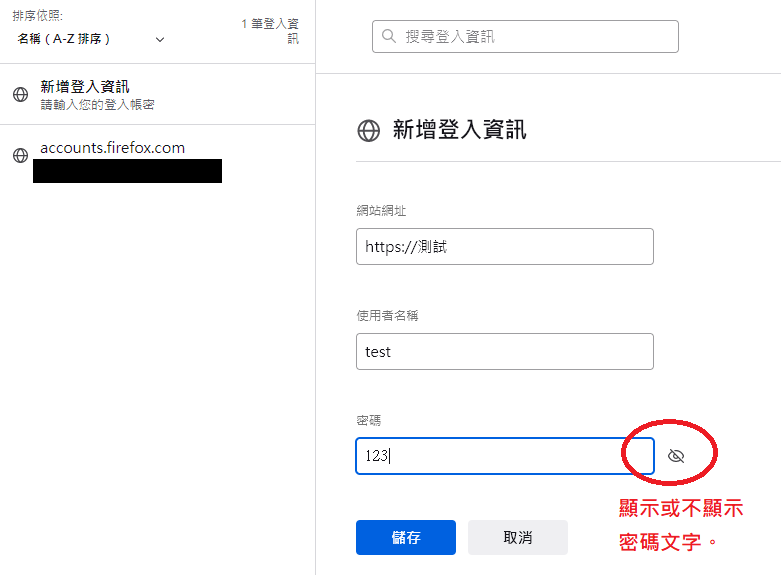 排序依照:
名稱 ( A-Z 排序 )
1 筆登入資
訊
新增登入資訊
請輸入您的登入帳密
accounts.firefox.com
搜尋登入資訊
新增登入資訊
網站網址
https://測試
使用者名稱
test
密碼
123
顯示或不顯示
密碼文字。
儲存
取消